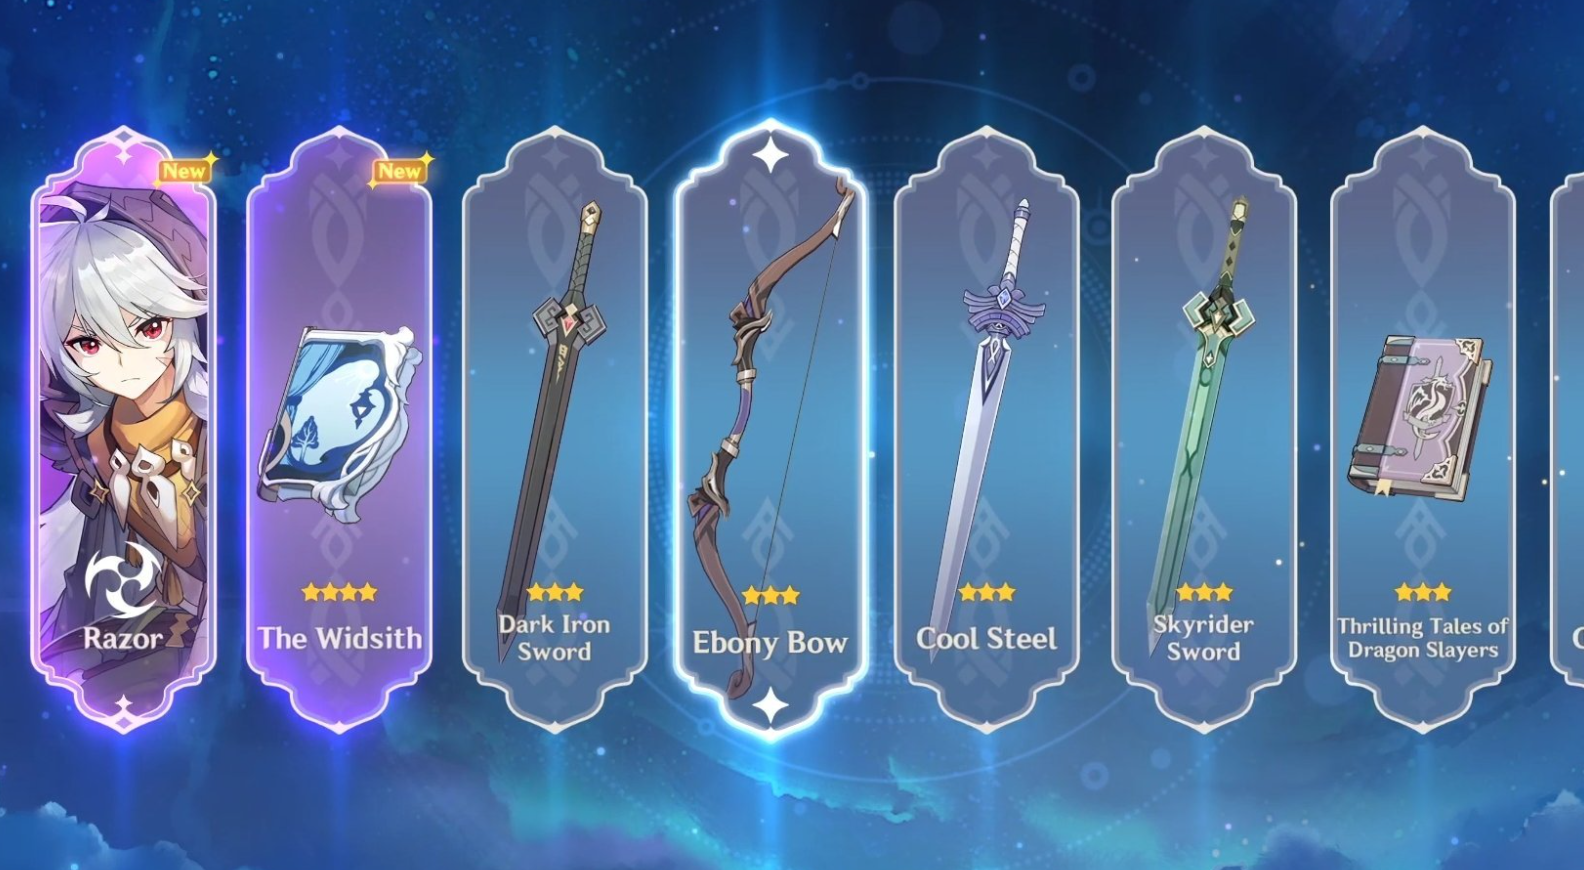 New
New
Razor
The Widsith
Dark Iron
Sword
Ebony Bow
Cool Steel
Skyrider
Sword
Thrilling Tales of
Dragon Slayers